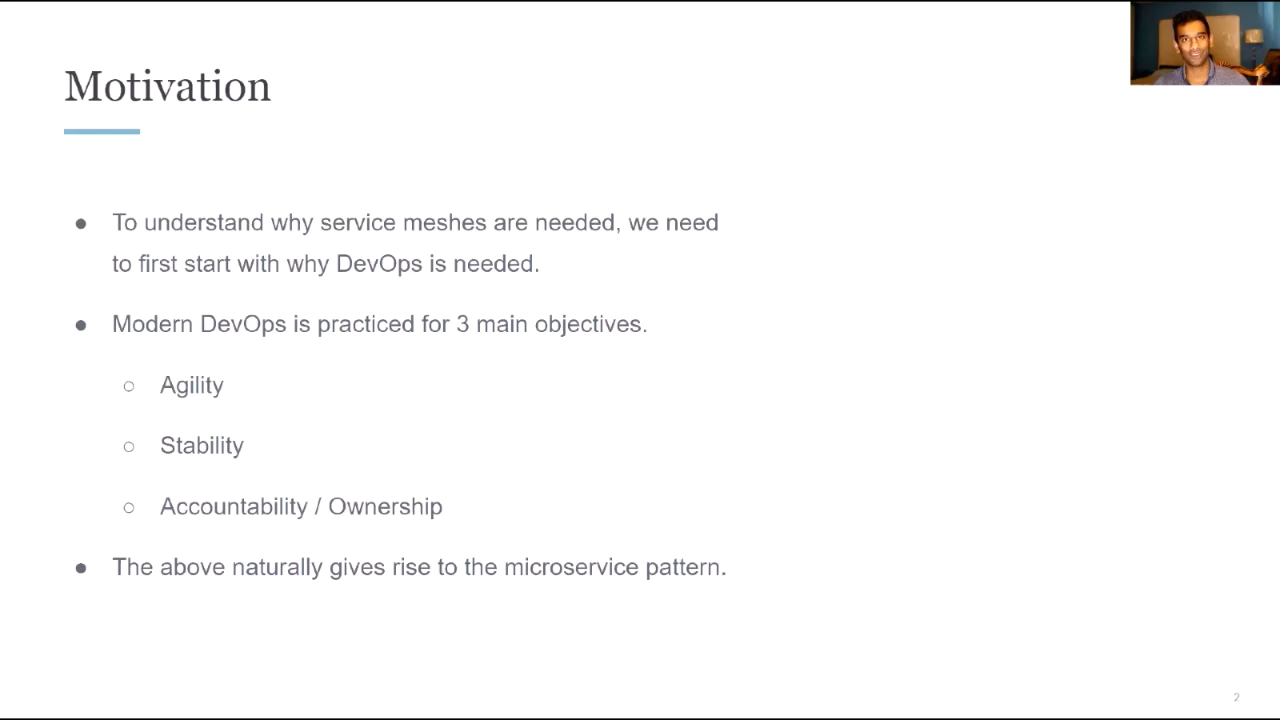 Motivation
● To understand why service meshes are needed, we need
to first start with why DevOps is needed.
● Modern DevOps is practiced for 3 main objectives.
○ Agility
○ Stability
○ Accountability / Ownership
● The above naturally gives rise to the microservice pattern.
2